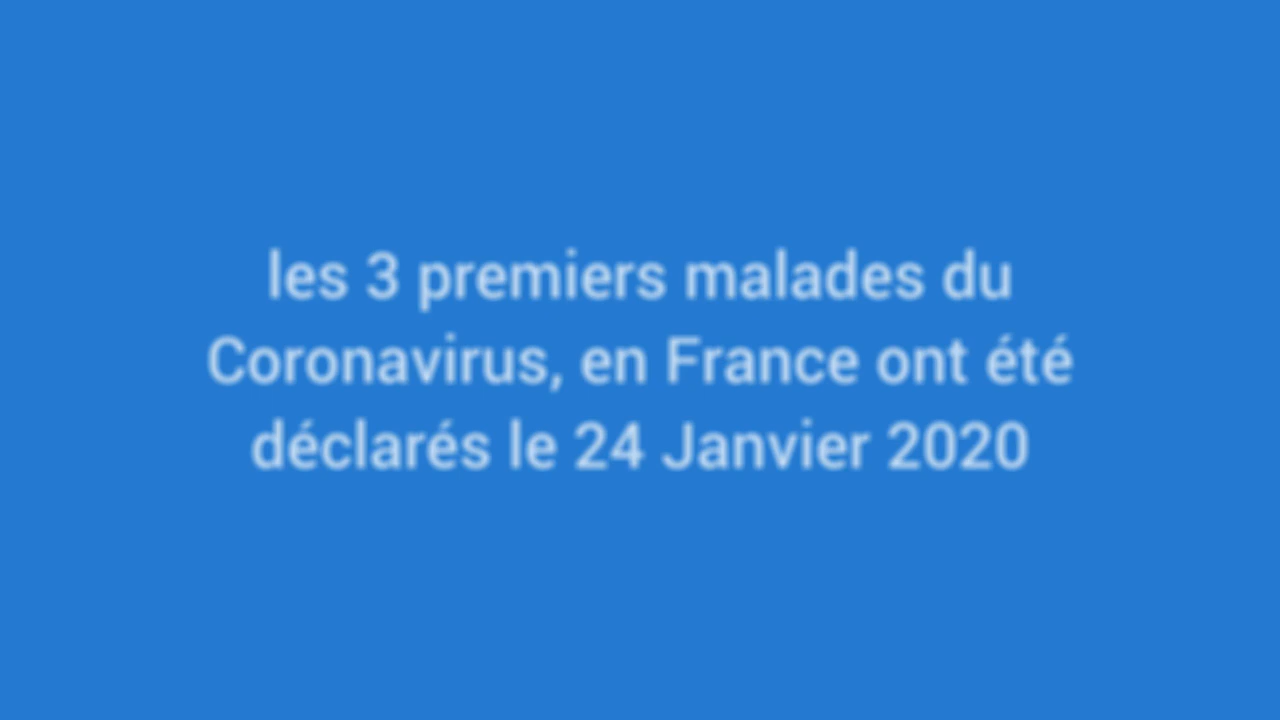 les 3 premiers malades du
Coronavirus, en France ont été
déclarés le 24 Janvier 2020